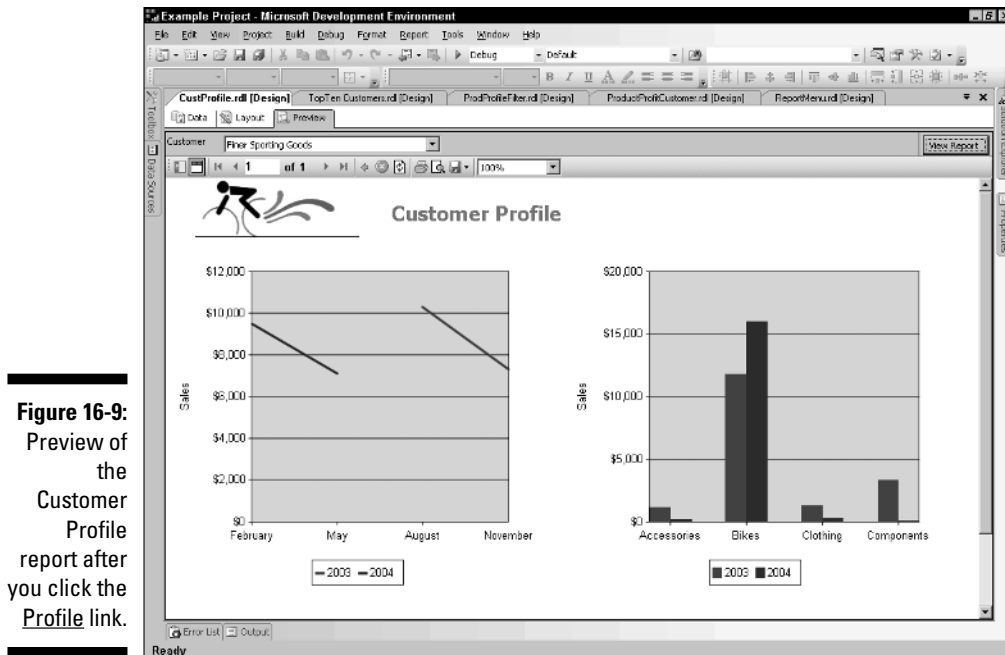 Example Project - Microsoft Development Environment
File Edit View Project Build Debug Format Report Tools Window Help
Debug Default
CustProfile.rdl [Design] TopTen Customers.rdl [Design] ProdProfileFilter.rdl [Design] ProductProfitCustomer.rdl [Design] ReportMenu.rdl [Design]
Data Layout Preview
Toolbox
Data Sources
Solution Explorer
Properties
Customer Finer Sporting Goods View Report
1 of 1 100%
Customer Profile
$12,000
$10,000
$8,000
$6,000
$4,000
$2,000
$0
Sales
February May August November
2003 2004
$20,000
$15,000
$10,000
$5,000
$0
Sales
Accessories Bikes Clothing Components
2003 2004
Error List Output
Ready
Figure 16-9:
Preview of
the
Customer
Profile
report after
you click the
Profile link.